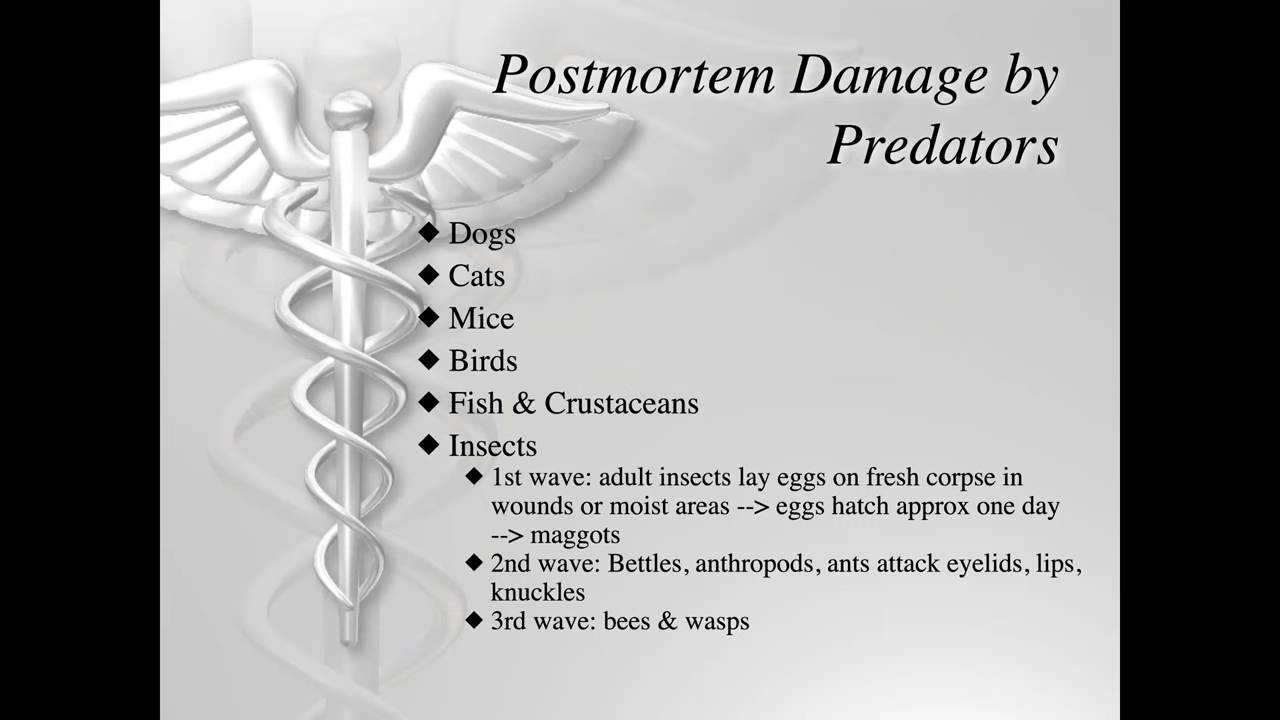 Postmortem Damage by
Predators
◆ Dogs
◆ Cats
◆ Mice
◆ Birds
◆ Fish & Crustaceans
◆ Insects
◆ 1st wave: adult insects lay eggs on fresh corpse in
wounds or moist areas --> eggs hatch approx one day
--> maggots
◆ 2nd wave: Bettles, anthropods, ants attack eyelids, lips,
knuckles
◆ 3rd wave: bees & wasps